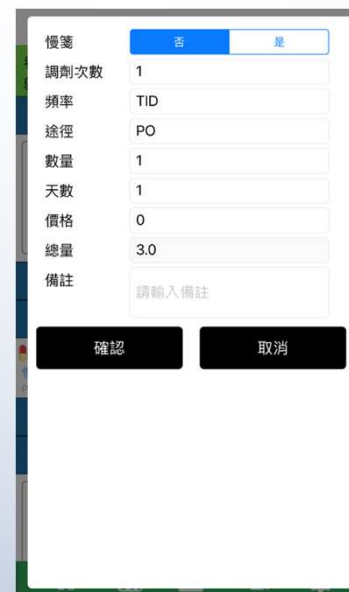 慢箋 否 是
調劑次數 1
頻率 TID
途徑 PO
數量 1
天數 1
價格 0
總量 3.0
備註 請輸入備註
確認 取消